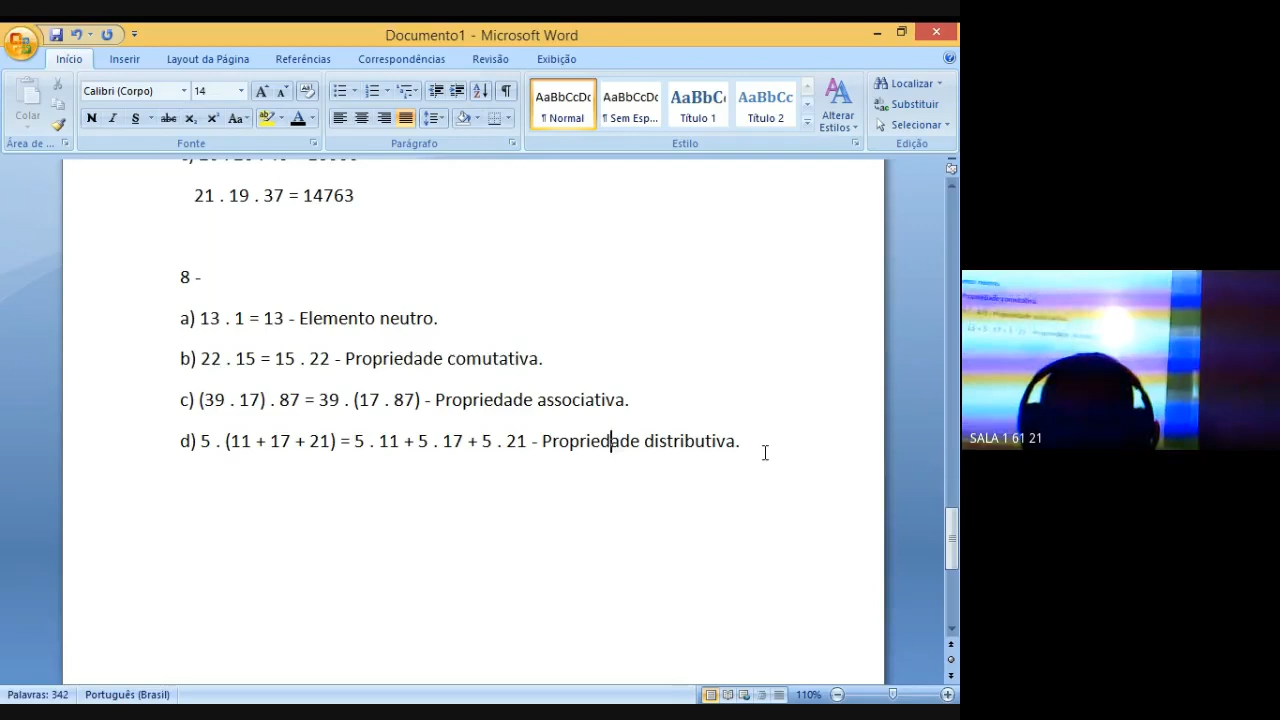 Documento1 - Microsoft Word
Início Inserir Layout da Página Referências Correspondências Revisão Exibição
Colar
Calibri (Corpo) 14
AaBbCcDc AaBbCcDc AaBbC AaBbCc
¶ Normal ¶ Sem Esp... Título 1 Título 2
Alterar
Estilos
Localizar
Substituir
Selecionar
Área de ... Fonte Parágrafo Estilo Edição
21 . 19 . 37 = 14763
8 -
a) 13 . 1 = 13 - Elemento neutro.
b) 22 . 15 = 15 . 22 - Propriedade comutativa.
c) (39 . 17) . 87 = 39 . (17 . 87) - Propriedade associativa.
d) 5 . (11 + 17 + 21) = 5 . 11 + 5 . 17 + 5 . 21 - Propriedade distributiva.
SALA 1 61 21
Palavras: 342 Português (Brasil) 110%